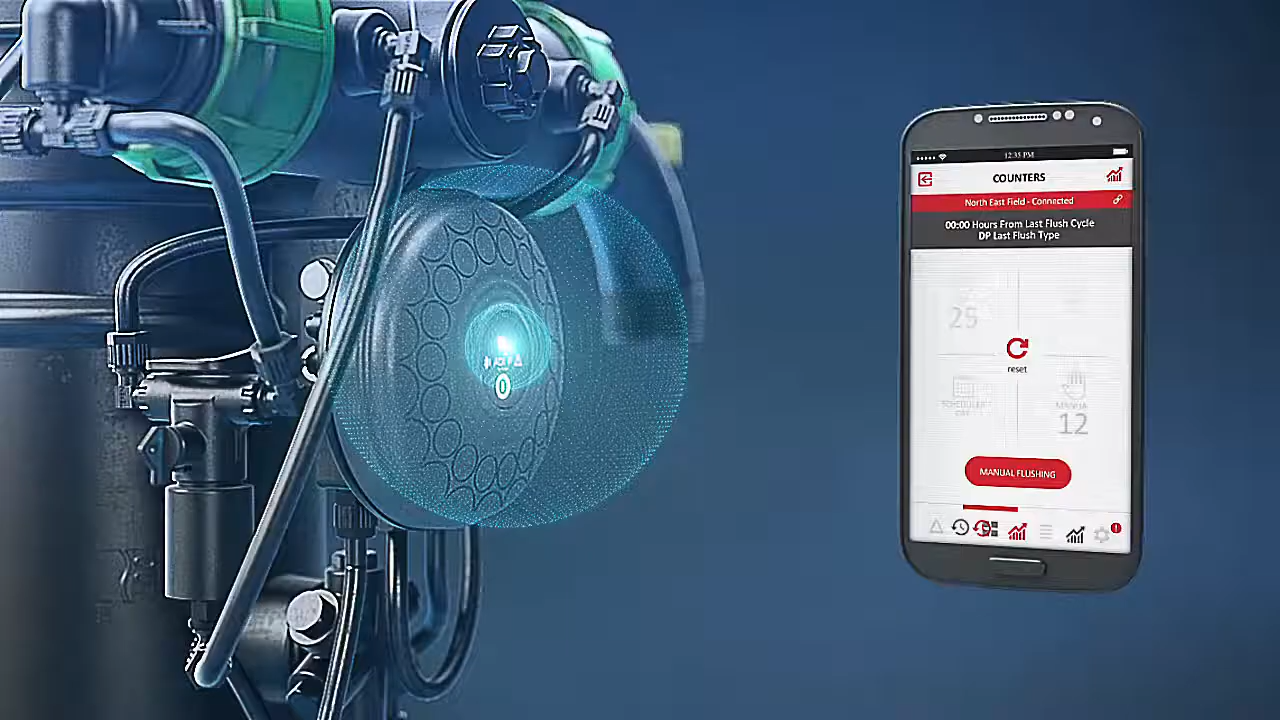 12:35 PM
COUNTERS
North East Field - Connected
00:00 Hours From Last Flush Cycle
DP Last Flush Type
25
reset
MANUA
12
MANUAL FLUSHING
0